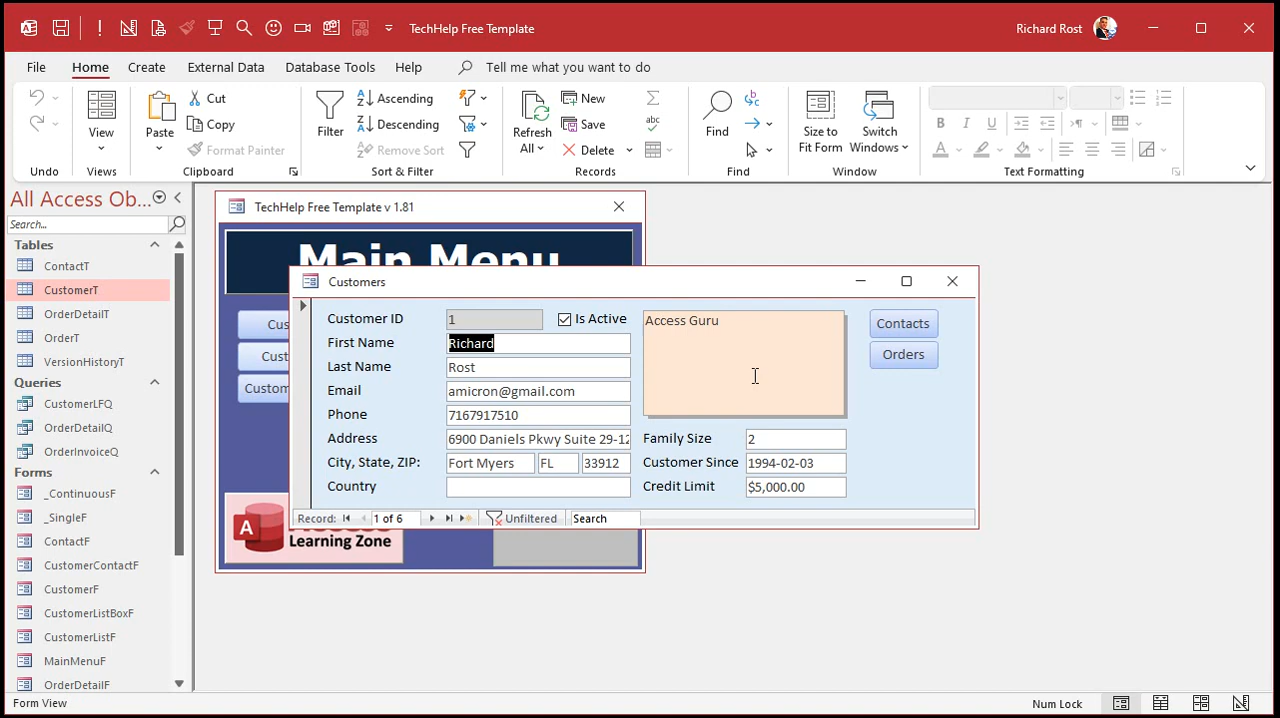 TechHelp Free Template
Richard Rost
File Home Create External Data Database Tools Help Tell me what you want to do
View
Paste
Cut
Copy
Format Painter
Filter
Ascending
Descending
Remove Sort
Refresh
All
New
Save
Delete
Find
Size to
Fit Form
Switch
Windows
Undo Views Clipboard Sort & Filter Records Find Window Text Formatting
All Access Ob...
Search...
Tables
ContactT
CustomerT
OrderDetailT
OrderT
VersionHistoryT
Queries
CustomerLFQ
OrderDetailQ
OrderInvoiceQ
Forms
_ContinuousF
_SingleF
ContactF
CustomerContactF
CustomerF
CustomerListBoxF
CustomerListF
MainMenuF
OrderDetailF
TechHelp Free Template v 1.81
Main Menu
Cus
Cust
Custom
A
Learning Zone
Customers
Customer ID 1 Is Active
First Name Richard
Last Name Rost
Email amicron@gmail.com
Phone 7167917510
Address 6900 Daniels Pkwy Suite 29-12
City, State, ZIP: Fort Myers FL 33912
Country
Access Guru
Family Size 2
Customer Since 1994-02-03
Credit Limit $5,000.00
Contacts
Orders
Record: 1 of 6 Unfiltered Search
Form View
Num Lock